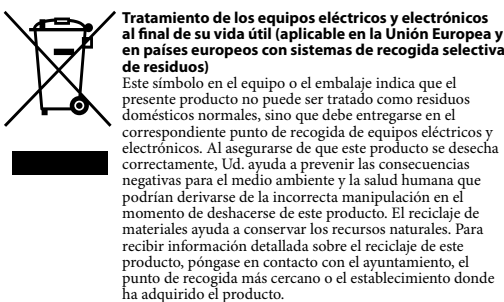 Tratamiento de los equipos eléctricos y electrónicos
al final de su vida útil (aplicable en la Unión Europea y
en países europeos con sistemas de recogida selectiva
de residuos)
Este símbolo en el equipo o el embalaje indica que el
presente producto no puede ser tratado como residuos
domésticos normales, sino que debe entregarse en el
correspondiente punto de recogida de equipos eléctricos y
electrónicos. Al asegurarse de que este producto se desecha
correctamente, Ud. ayuda a prevenir las consecuencias
negativas para el medio ambiente y la salud humana que
podrían derivarse de la incorrecta manipulación en el
momento de deshacerse de este producto. El reciclaje de
materiales ayuda a conservar los recursos naturales. Para
recibir información detallada sobre el reciclaje de este
producto, póngase en contacto con el ayuntamiento, el
punto de recogida más cercano o el establecimiento donde
ha adquirido el producto.